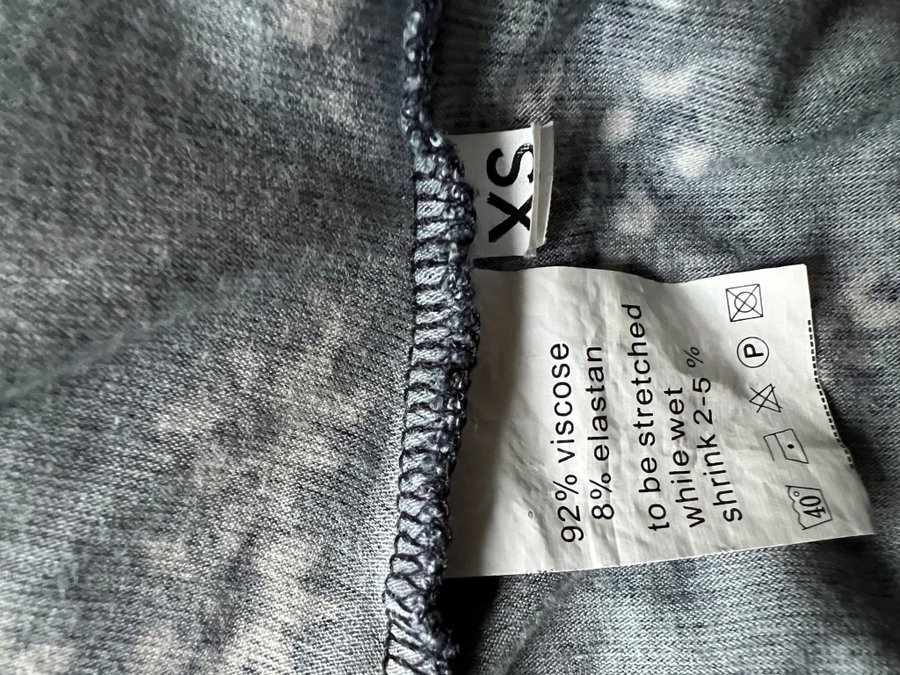 XS
92% viscose
8% elastan
to be stretched
while wet
shrink 2-5 %
40° P